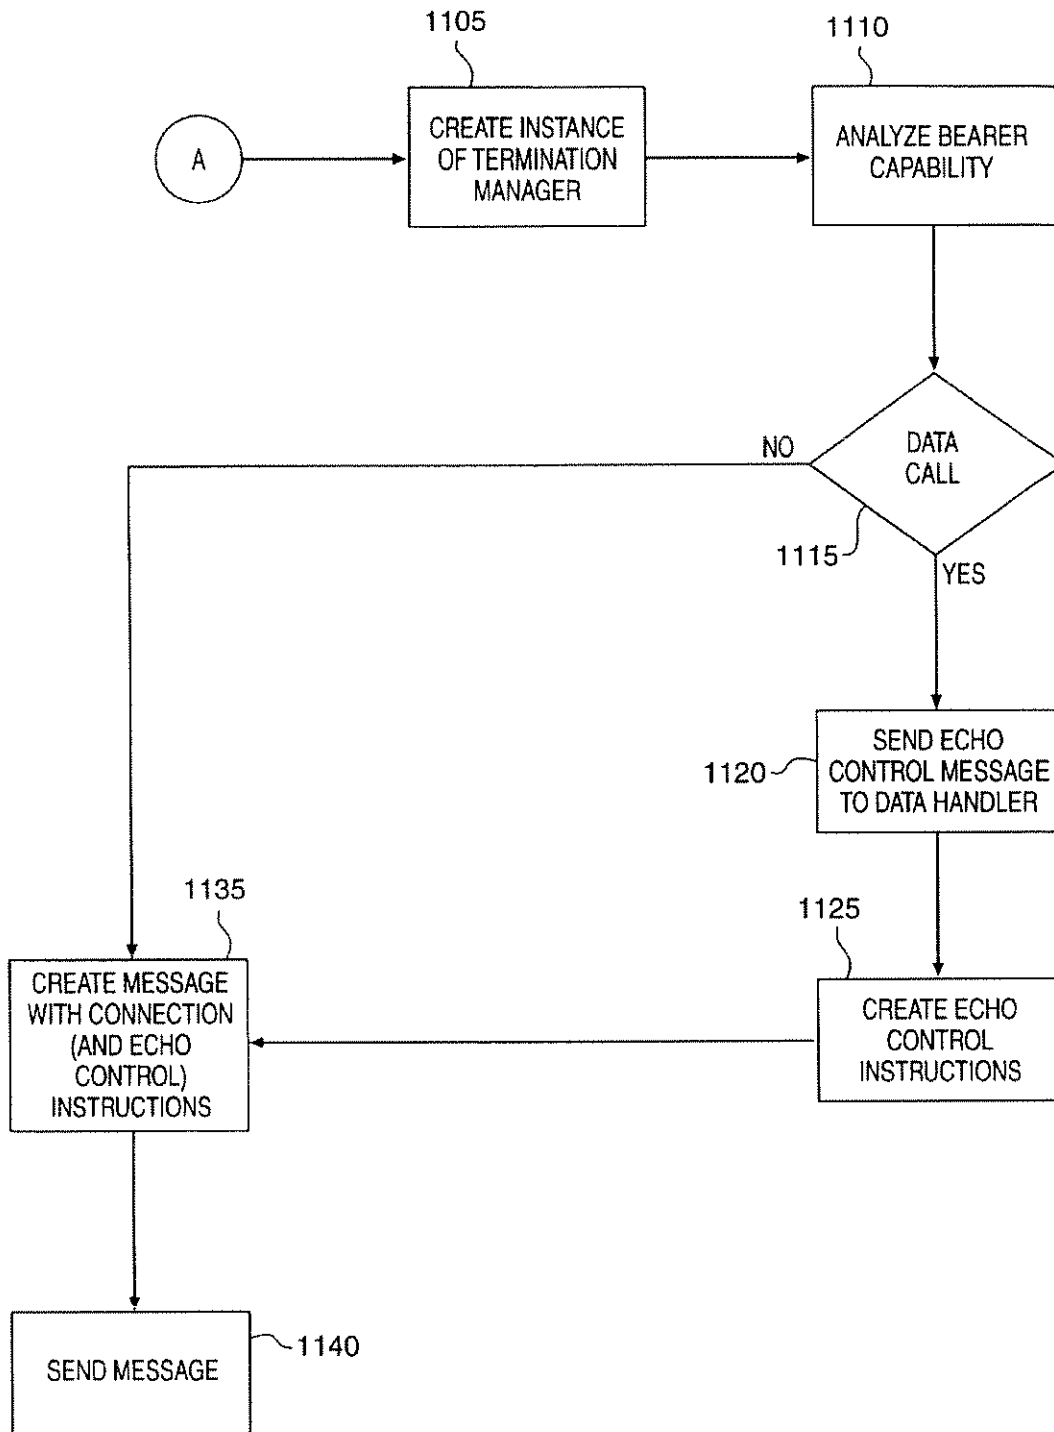 1105
1110
A
CREATE INSTANCE
OF TERMINATION
MANAGER
ANALYZE BEARER
CAPABILITY
NO
DATA
CALL
1115
YES
1120
SEND ECHO
CONTROL MESSAGE
TO DATA HANDLER
1135
1125
CREATE MESSAGE
WITH CONNECTION
(AND ECHO
CONTROL)
INSTRUCTIONS
CREATE ECHO
CONTROL
INSTRUCTIONS
SEND MESSAGE
1140